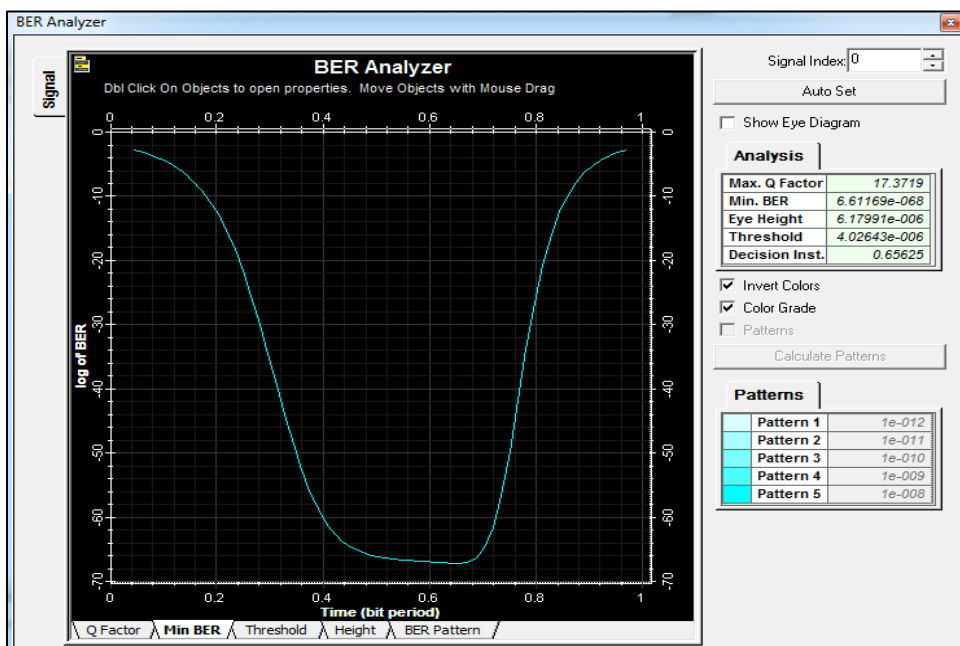 BER Analyzer
Signal
BER Analyzer
Dbl Click On Objects to open properties. Move Objects with Mouse Drag
0 0.2 0.4 0.6 0.8 1
0 -10 -20 -30 -40 -50 -60 -70
log of BER
0 -10 -20 -30 -40 -50 -60 -70
0 0.2 0.4 0.6 0.8 1
Time (bit period)
Q Factor Min BER Threshold Height BER Pattern
Signal Index: 0
Auto Set
Show Eye Diagram
Analysis
Max. Q Factor 17.3719
Min. BER 6.61169e-068
Eye Height 6.17991e-006
Threshold 4.02643e-006
Decision Inst. 0.65625
Invert Colors
Color Grade
Patterns
Calculate Patterns
Patterns
Pattern 1 1e-012
Pattern 2 1e-011
Pattern 3 1e-010
Pattern 4 1e-009
Pattern 5 1e-008